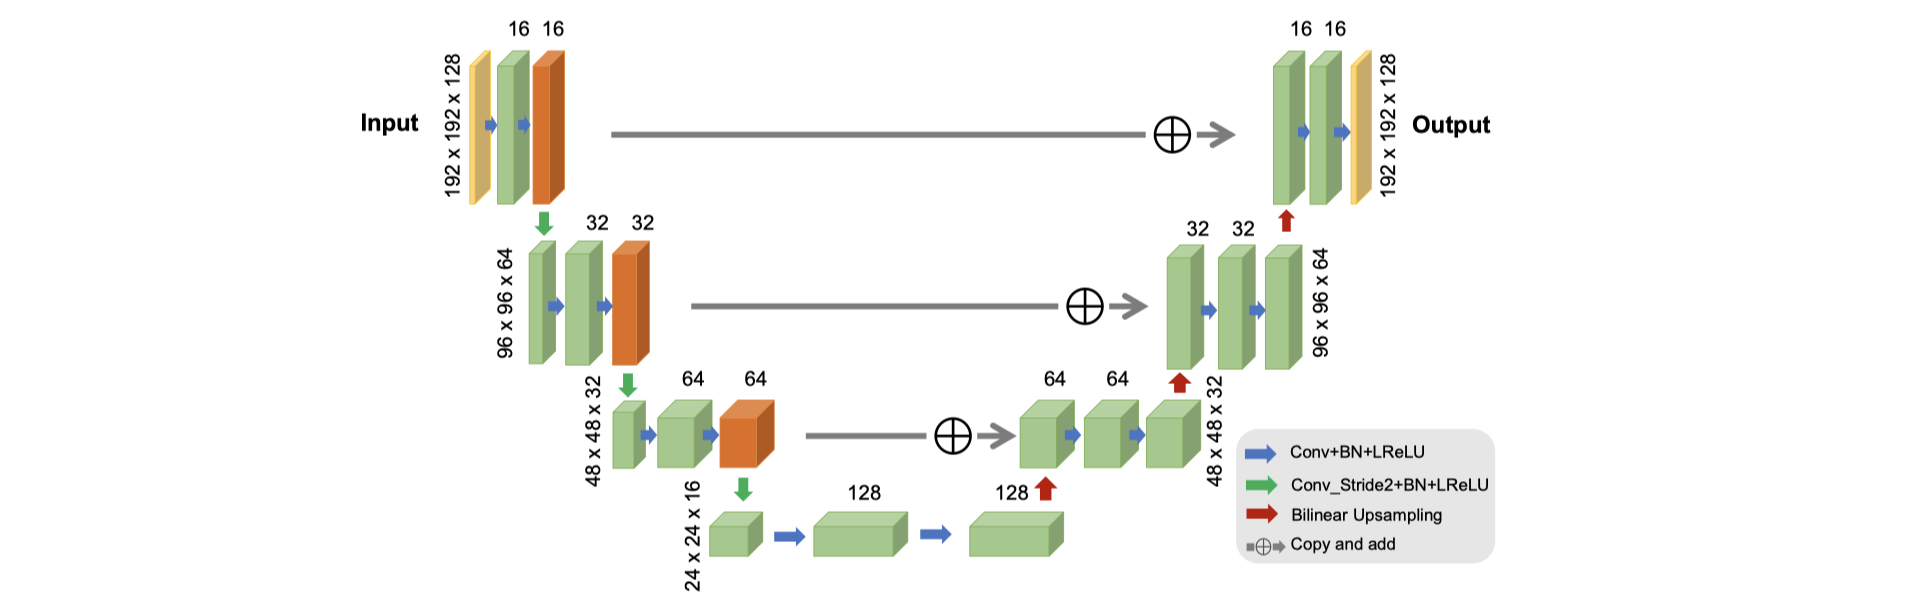 16 16
16 16
Input
192 x 192 x 128
192 x 192 x 128
Output
32 32
32 32
96 x 96 x 64
96 x 96 x 64
64 64
64 64
48 x 48 x 32
48 x 48 x 32
128
128
24 x 24 x 16
Conv+BN+LReLU
Conv_Stride2+BN+LReLU
Bilinear Upsampling
Copy and add